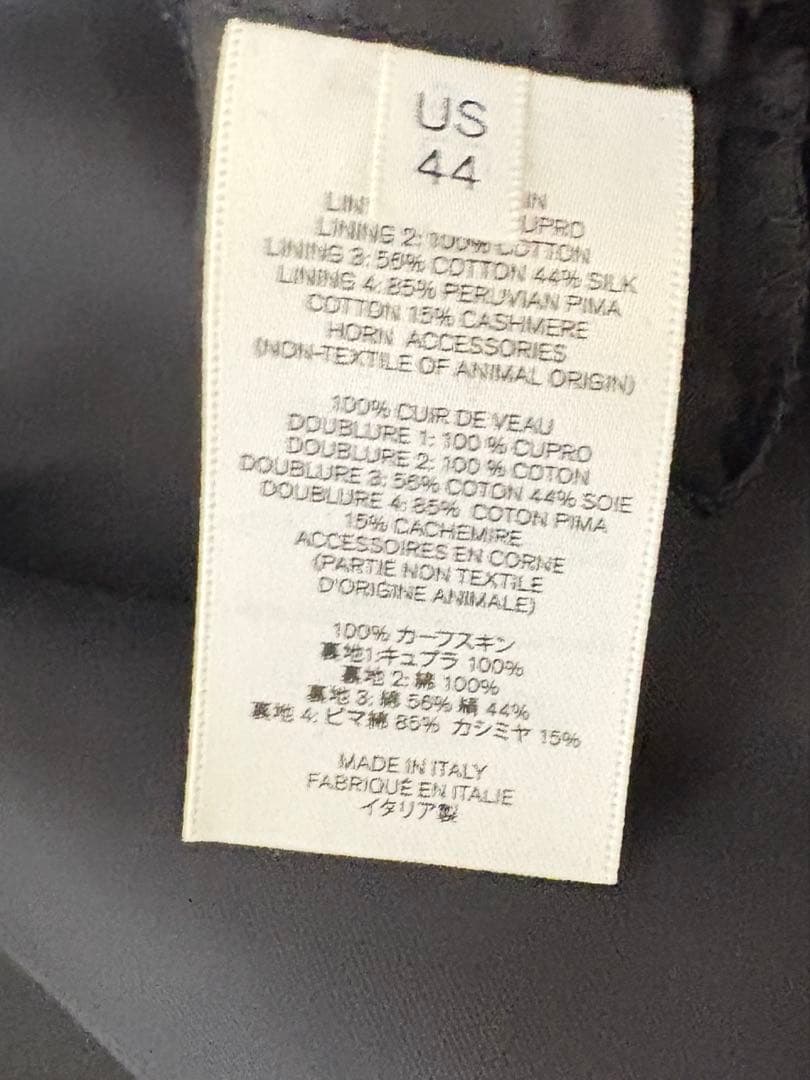 US
44
LIN IN
UPRO
LINING 2: 100% COTTON
LINING 3: 56% COTTON 44% SILK
LINING 4: 85% PERUVIAN PIMA
COTTON 15% CASHMERE
HORN ACCESSORIES
(NON-TEXTILE OF ANIMAL ORIGIN)
100% CUIR DE VEAU
DOUBLURE 1: 100 % CUPRO
DOUBLURE 2: 100 % COTON
DOUBLURE 3: 56% COTON 44% SOIE
DOUBLURE 4: 85% COTON PIMA
15% CACHEMIRE
ACCESSOIRES EN CORNE
(PARTIE NON TEXTILE
D'ORIGINE ANIMALE)
100% カーフスキン
裏地1:キュプラ 100%
裏地 2: 綿 100%
裏地 3: 綿 56% 絹 44%
裏地 4: ピマ綿 85% カシミヤ 15%
MADE IN ITALY
FABRIQUÉ EN ITALIE
イタリア製